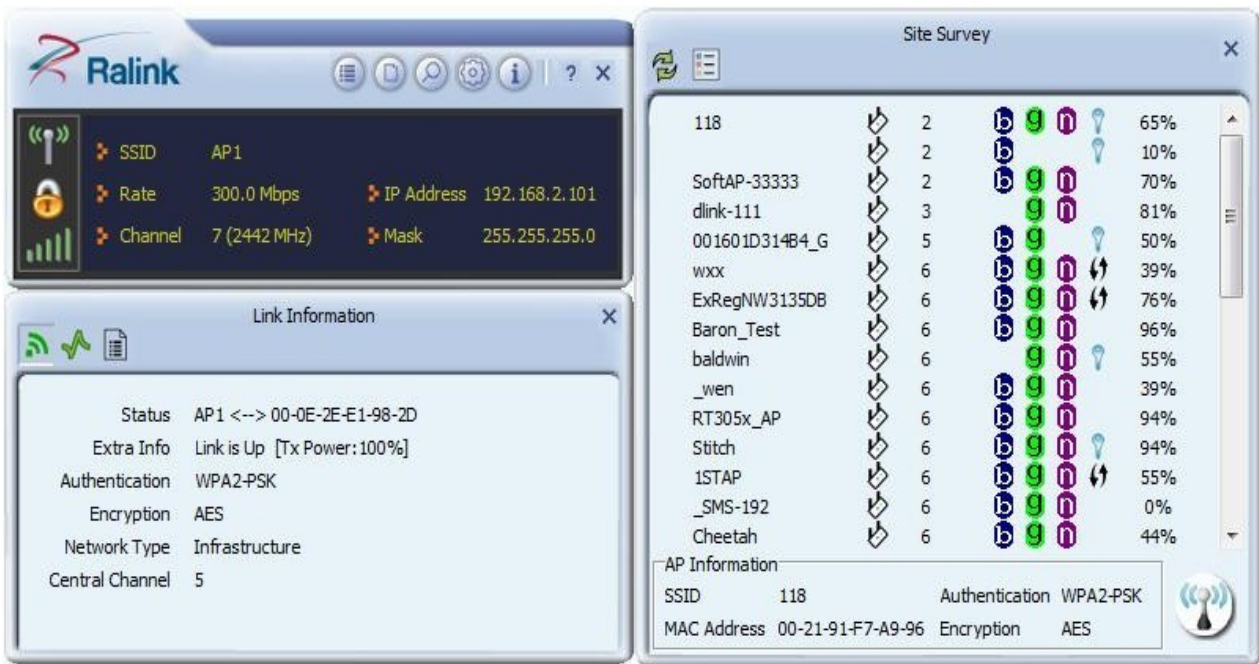 Ralink
? ×
SSID AP1
Rate 300.0 Mbps IP Address 192.168.2.101
Channel 7 (2442 MHz) Mask 255.255.255.0
Link Information
×
Status AP1 <--> 00-0E-2E-E1-98-2D
Extra Info Link is Up [Tx Power:100%]
Authentication WPA2-PSK
Encryption AES
Network Type Infrastructure
Central Channel 5
Site Survey
×
118 2 b g n 65%
2 b 10%
SoftAP-33333 2 b g n 70%
dlink-111 3 g n 81%
001601D314B4_G 5 b g 50%
wxx 6 b g n 39%
ExRegNW3135DB 6 b g n 76%
Baron_Test 6 b g n 96%
baldwin 6 g n 55%
_wen 6 b g n 39%
RT305x_AP 6 b g n 94%
Stitch 6 b g n 94%
1STAP 6 b g n 55%
_SMS-192 6 b g n 0%
Cheetah 6 b g n 44%
AP Information
SSID 118 Authentication WPA2-PSK
MAC Address 00-21-91-F7-A9-96 Encryption AES